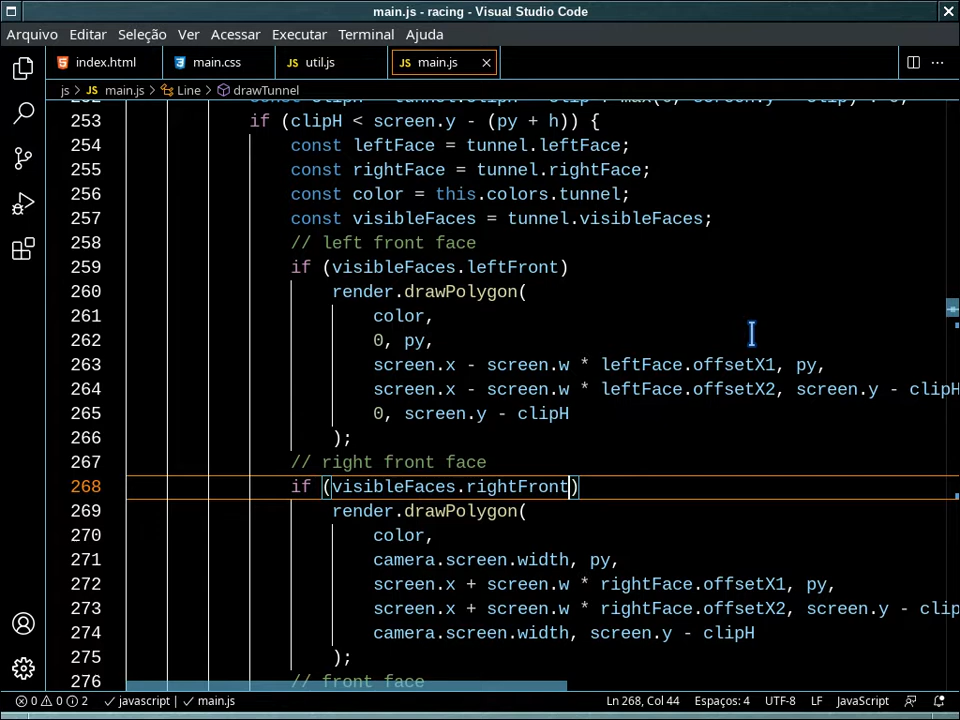 main.js - racing - Visual Studio Code
Arquivo Editar Seleção Ver Acessar Executar Terminal Ajuda
index.html main.css JS util.js JS main.js
js > JS main.js > Line > drawTunnel
253 if (clipH < screen.y - (py + h)) {
254 const leftFace = tunnel.leftFace;
255 const rightFace = tunnel.rightFace;
256 const color = this.colors.tunnel;
257 const visibleFaces = tunnel.visibleFaces;
258 // left front face
259 if (visibleFaces.leftFront)
260 render.drawPolygon(
261 color,
262 0, py,
263 screen.x - screen.w * leftFace.offsetX1, py,
264 screen.x - screen.w * leftFace.offsetX2, screen.y - clipH
265 0, screen.y - clipH
266 );
267 // right front face
268 if (visibleFaces.rightFront)
269 render.drawPolygon(
270 color,
271 camera.screen.width, py,
272 screen.x + screen.w * rightFace.offsetX1, py,
273 screen.x + screen.w * rightFace.offsetX2, screen.y - clip
274 camera.screen.width, screen.y - clipH
275 );
276 // front face
0 0 2 javascript main.js Ln 268, Col 44 Espaços: 4 UTF-8 LF JavaScript